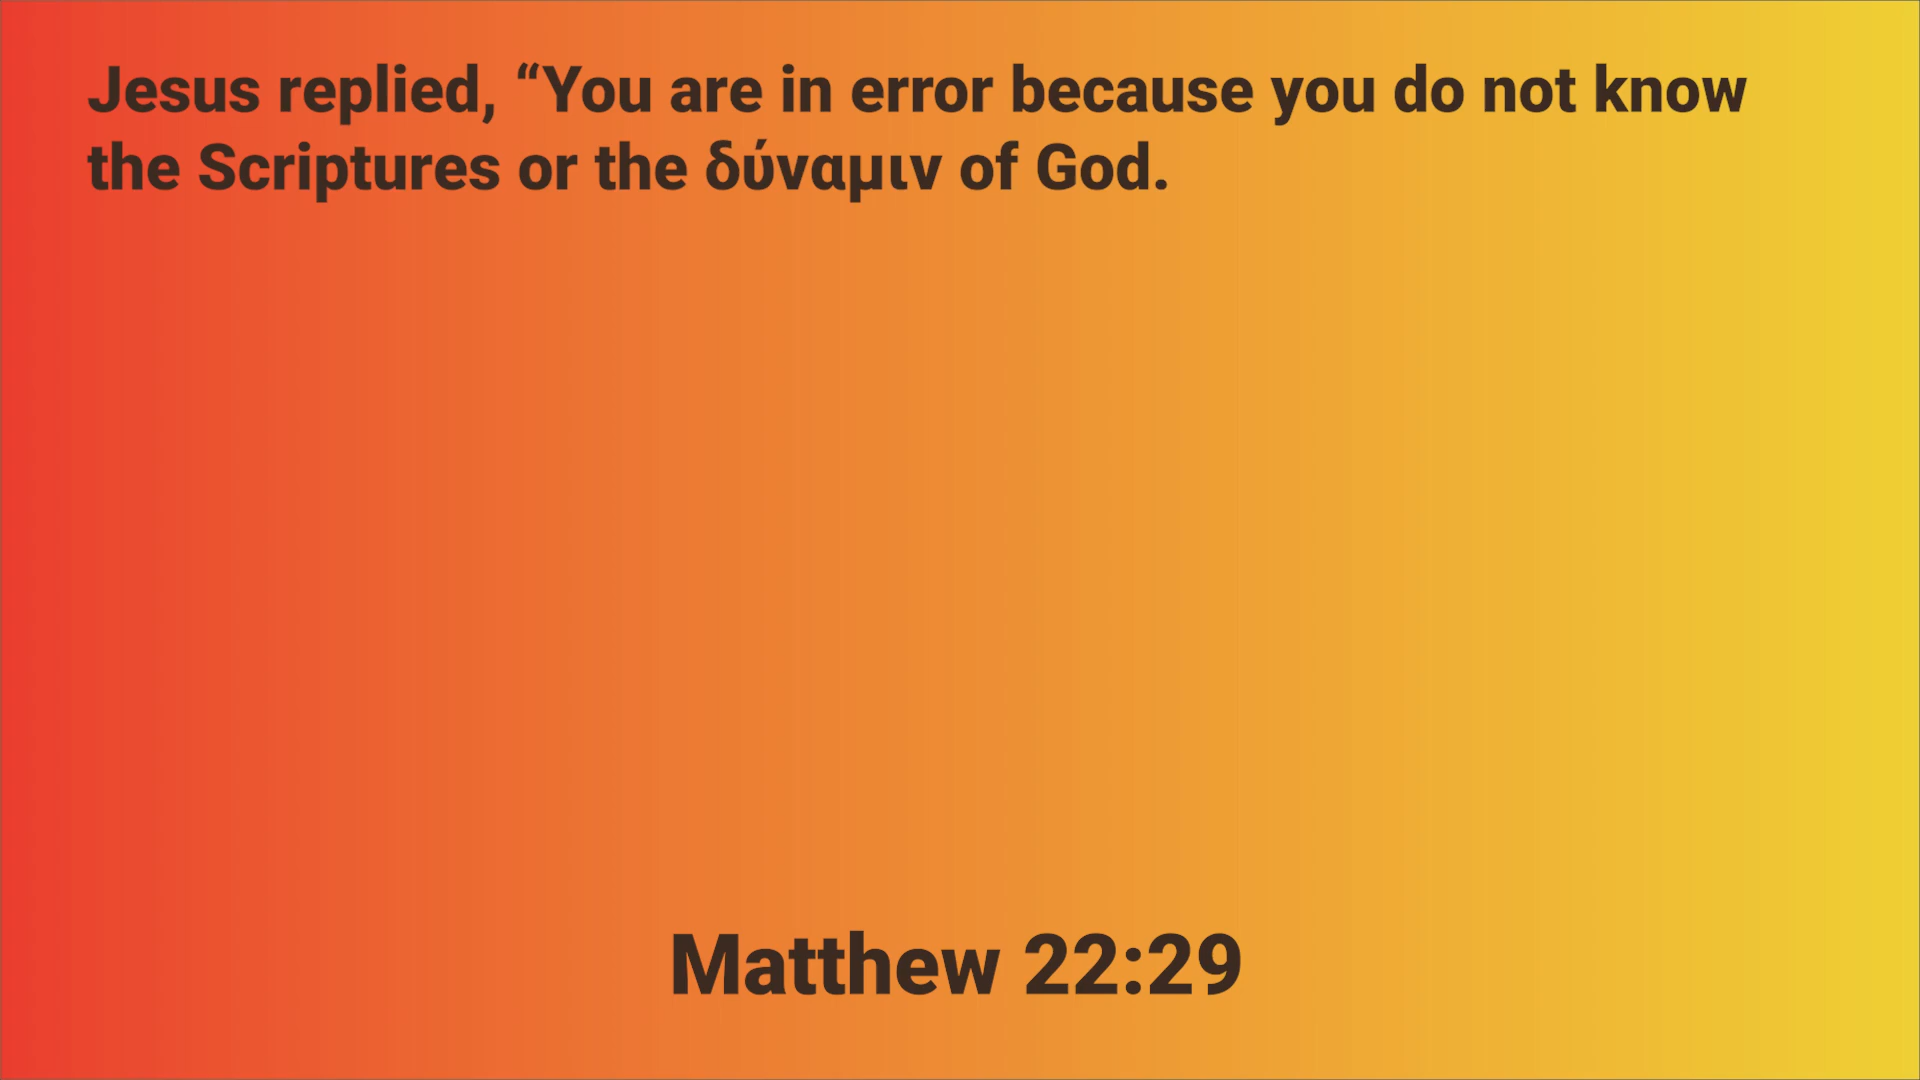 Jesus replied, “You are in error because you do not know
the Scriptures or the δύναμιν of God.
Matthew 22:29